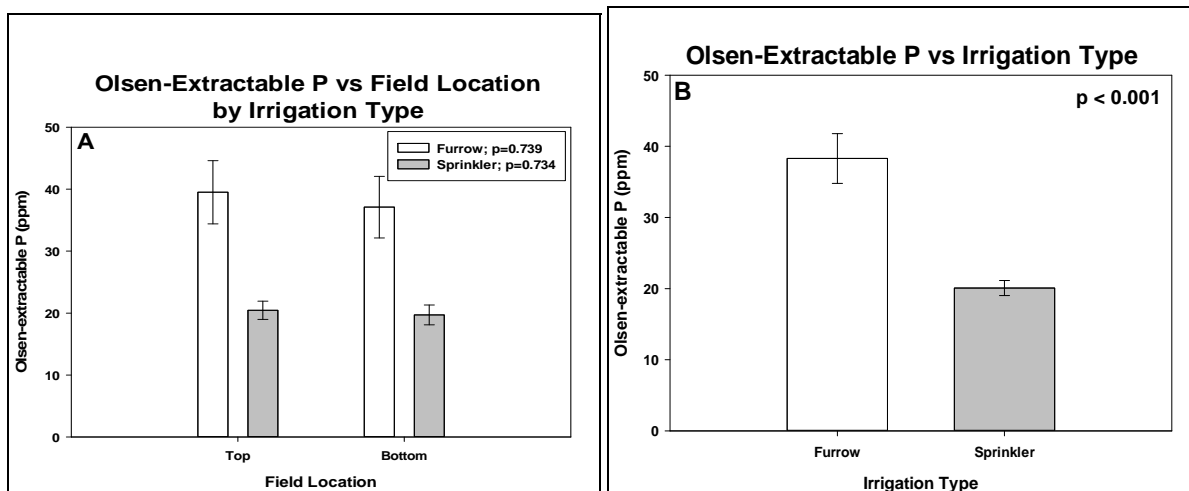 Olsen-Extractable P vs Field Location
by Irrigation Type
A
Furrow; p=0.739
Sprinkler; p=0.734
Olsen-extractable P (ppm)
50
40
30
20
10
0
Top
Bottom
Field Location
Olsen-Extractable P vs Irrigation Type
B
p < 0.001
Olsen-extractable P (ppm)
50
40
30
20
10
0
Furrow
Sprinkler
Irrigation Type